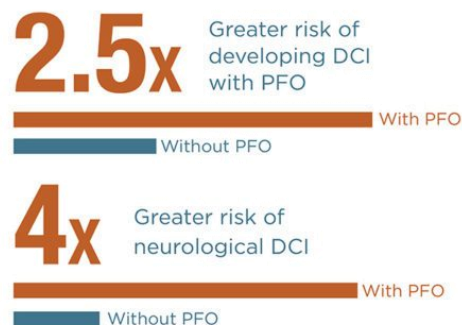 2.5x
Greater risk of
developing DCI
with PFO
With PFO
Without PFO
4x
Greater risk of
neurological DCI
With PFO
Without PFO